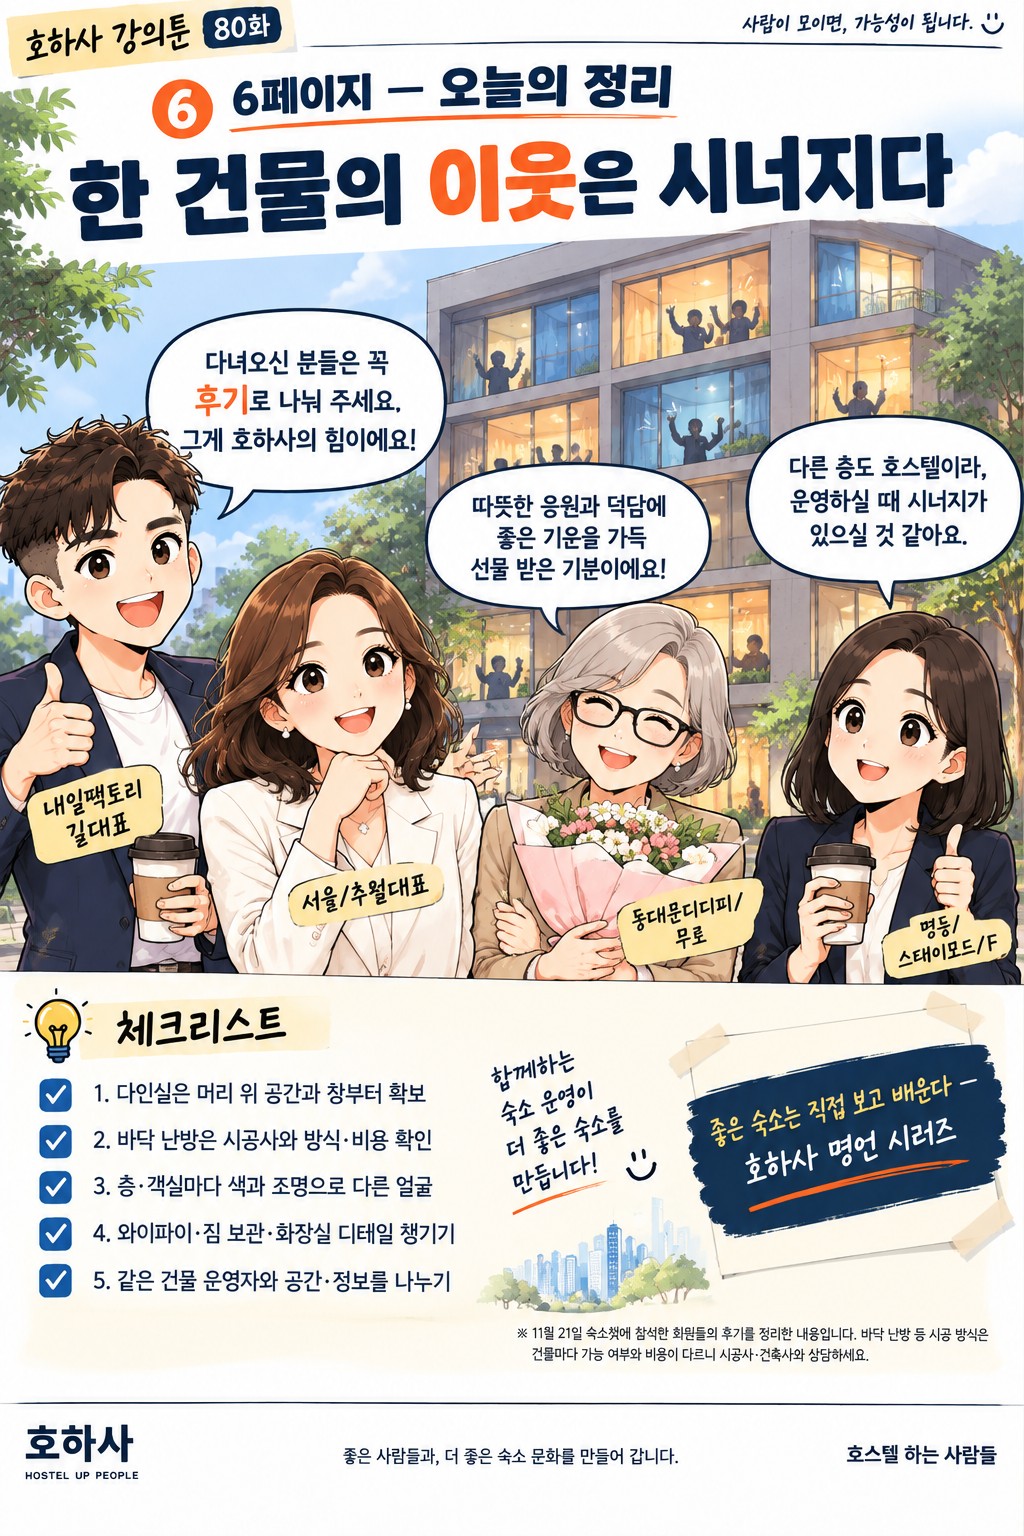 호하사 강의툰 80화
사람이 모이면, 가능성이 됩니다.
6 6페이지 — 오늘의 정리
한 건물의 이웃은 시너지다
다녀오신 분들은 꼭
후기로 나눠 주세요.
그게 호하사의 힘이에요!
따뜻한 응원과 덕담에
좋은 기운을 가득
선물 받은 기분이에요!
다른 층도 호스텔이라,
운영하실 때 시너지가
있으실 것 같아요.
내일팩토리
길대표
서울/추월대표
동대문디디피/
무로
명동/
스태이모드/F
체크리스트
1. 다인실은 머리 위 공간과 창부터 확보
2. 바닥 난방은 시공사와 방식·비용 확인
3. 층·객실마다 색과 조명으로 다른 얼굴
4. 와이파이·짐 보관·화장실 디테일 챙기기
5. 같은 건물 운영자와 공간·정보를 나누기
함께하는
숙소 운영이
더 좋은 숙소를
만듭니다!
좋은 숙소는 직접 보고 배운다 —
호하사 명언 시리즈
※ 11월 21일 숙소챗에 참석한 회원들의 후기를 정리한 내용입니다. 바닥 난방 등 시공 방식은
건물마다 가능 여부와 비용이 다르니 시공사·건축사와 상담하세요.
호하사
HOSTEL UP PEOPLE
좋은 사람들과, 더 좋은 숙소 문화를 만들어 갑니다.
호스텔 하는 사람들